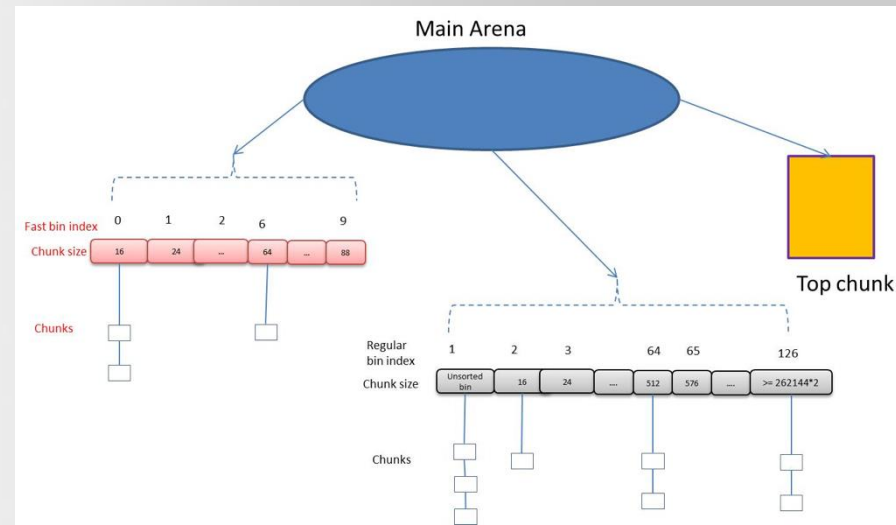 Main Arena
Fast bin index 0 1 2 6 9
Chunk size 16 24 ... 64 ... 88
Chunks
Top chunk
Regular bin index 1 2 3 64 65 126
Chunk size Unsorted bin 16 24 .... 512 576 .... >= 262144*2
Chunks